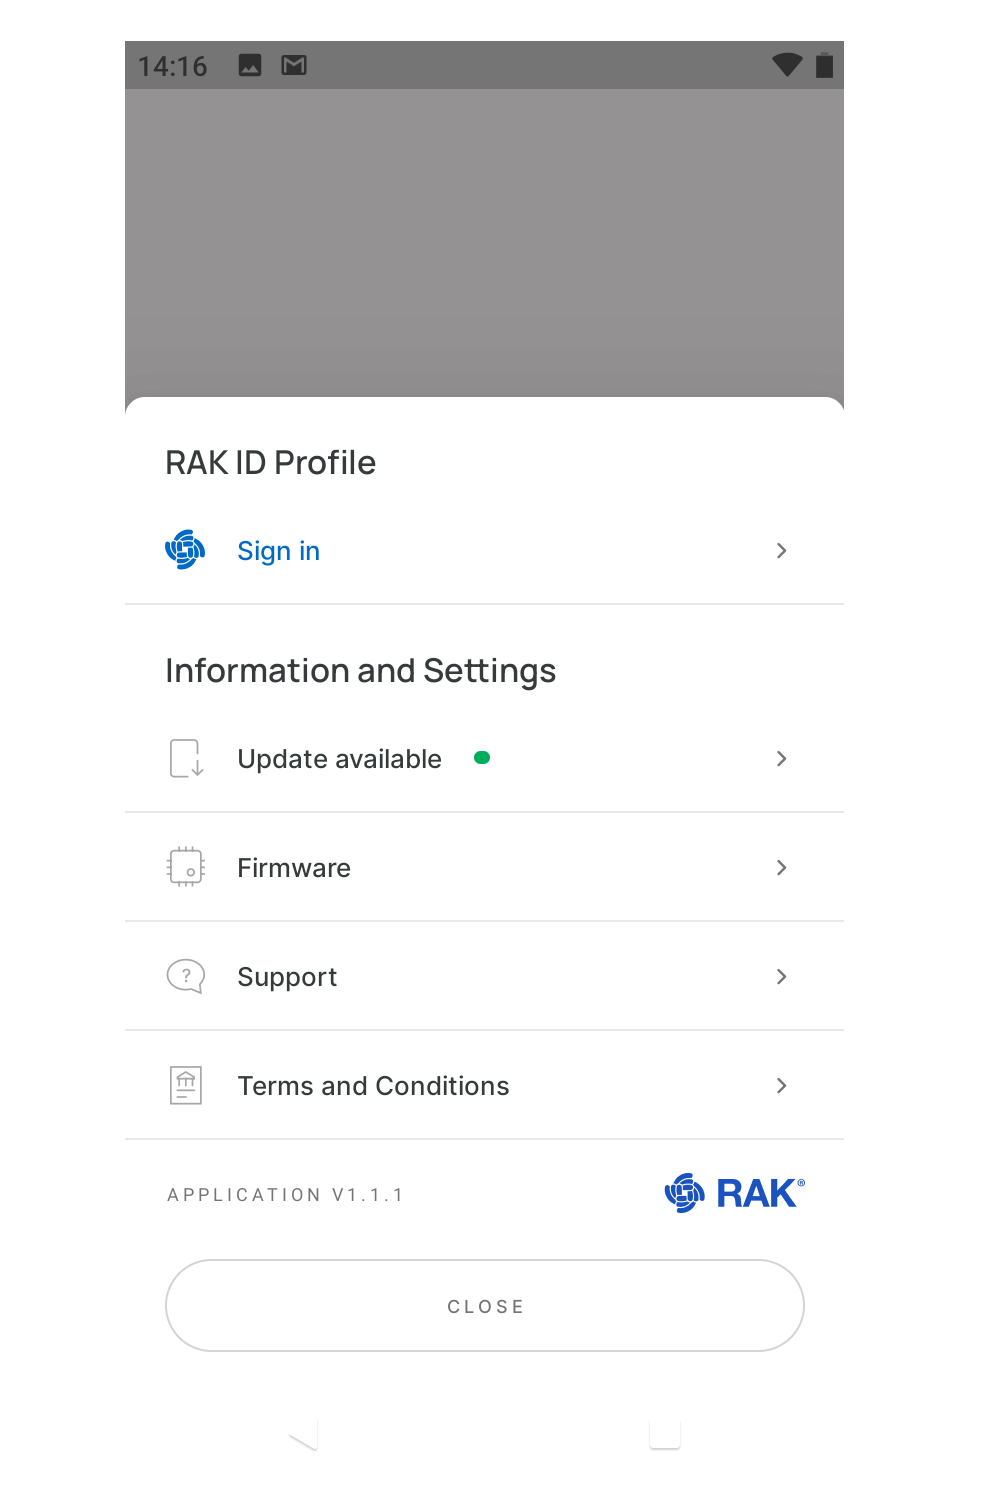 14:16
RAK ID Profile
Sign in
Information and Settings
Update available
Firmware
?
Support
Terms and Conditions
APPLICATION V1.1.1
RAK®
CLOSE